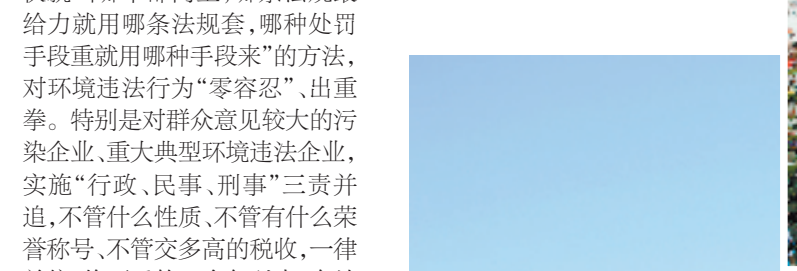 给力就用哪条法规套,哪种处罚
手段重就用哪种手段来”的方法,
对环境违法行为“零容忍”、出重
拳。特别是对群众意见较大的污
染企业、重大典型环境违法企业,
实施“行政、民事、刑事”三责并
追,不管什么性质、不管有什么荣
誉称号、不管交多高的税收,一律